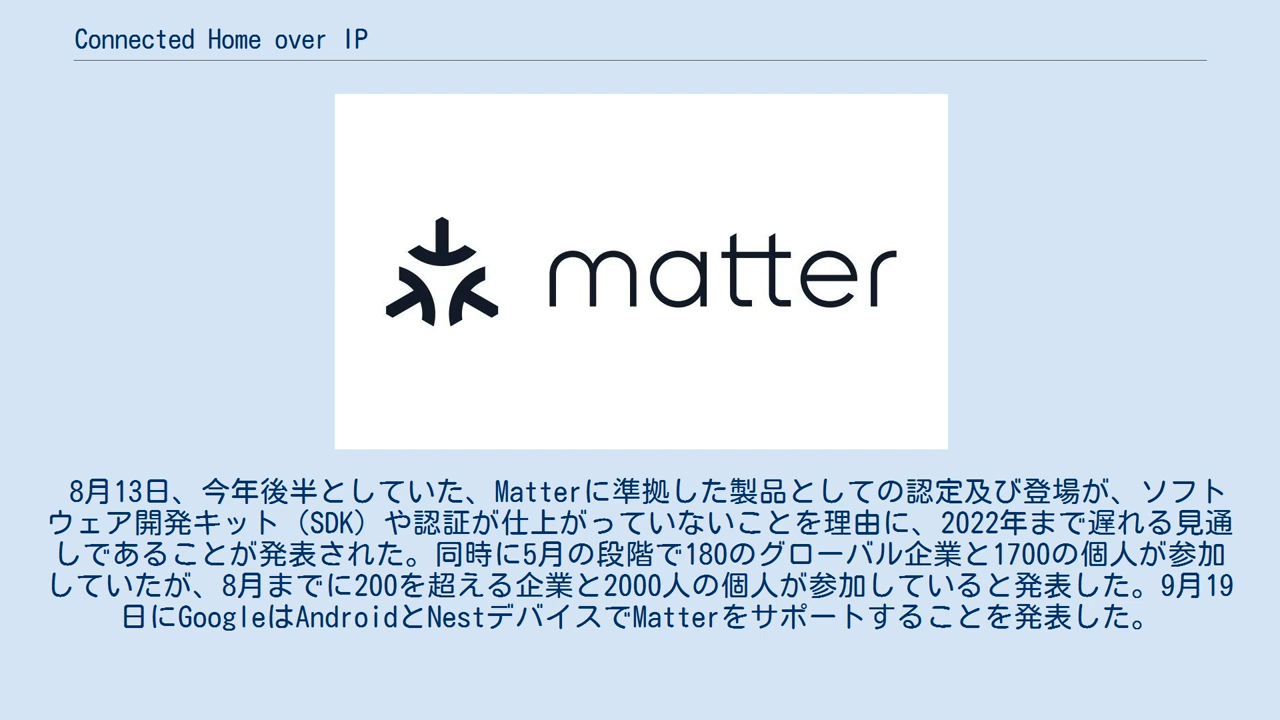 Connected Home over IP
matter
8月13日、今年後半としていた、Matterに準拠した製品としての認定及び登場が、ソフト
ウェア開発キット（SDK）や認証が仕上がっていないことを理由に、2022年まで遅れる見通
しであることが発表された。同時に5月の段階で180のグローバル企業と1700の個人が参加
していたが、8月までに200を超える企業と2000人の個人が参加していると発表した。9月19
日にGoogleはAndroidとNestデバイスでMatterをサポートすることを発表した。